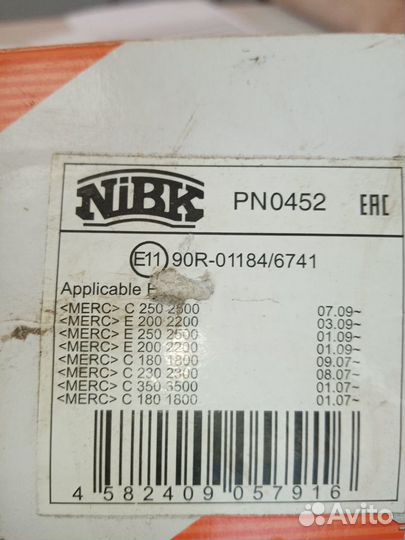 NiBK PN0452 EAC
E11 90R-01184/6741
Applicable
<MERC> C 250 2500 07.09~
<MERC> E 200 2200 03.09~
<MERC> E 250 2500 01.09~
<MERC> E 200 2200 01.09~
<MERC> C 180 1800 09.07~
<MERC> C 230 2300 08.07~
<MERC> C 350 3500 01.07~
<MERC> C 180 1800 01.07~
4 582409 057916
Avito